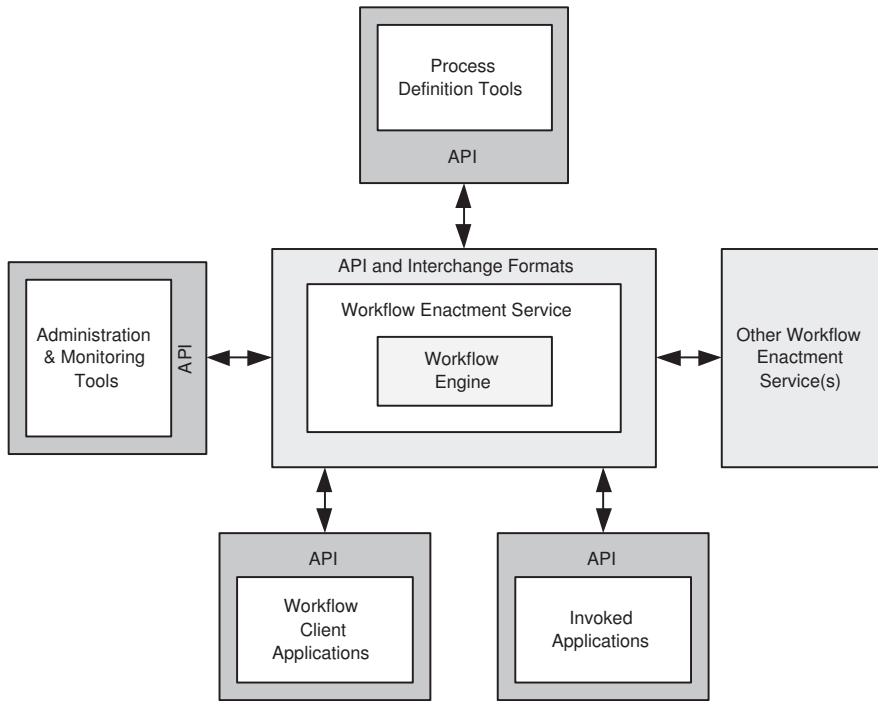 Process
Definition Tools
API
API and Interchange Formats
Workflow Enactment Service
Workflow
Engine
Administration
& Monitoring
Tools
API
Other Workflow
Enactment
Service(s)
API
Workflow
Client
Applications
API
Invoked
Applications